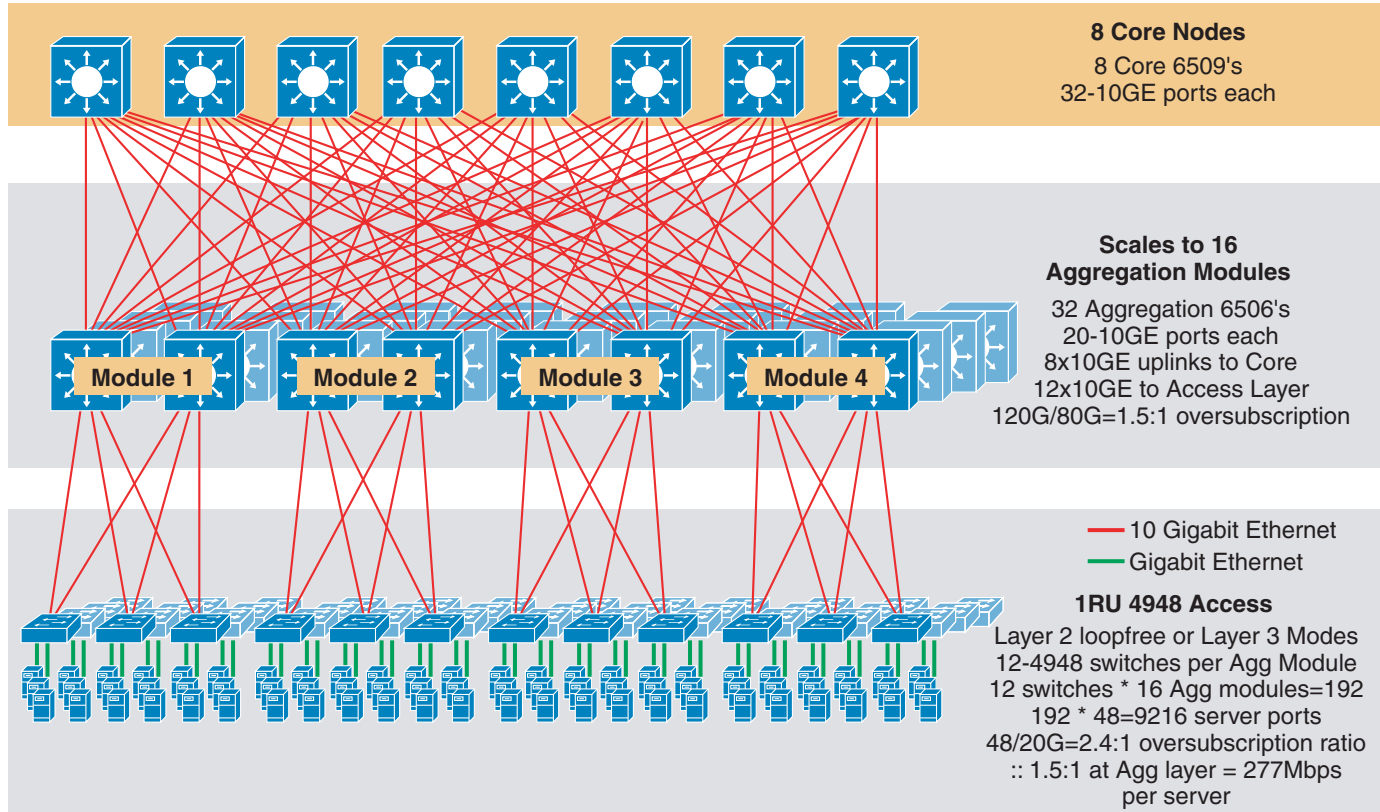 8 Core Nodes
8 Core 6509's
32-10GE ports each
Scales to 16
Aggregation Modules
32 Aggregation 6506's
20-10GE ports each
8x10GE uplinks to Core
12x10GE to Access Layer
120G/80G=1.5:1 oversubscription
Module 1
Module 2
Module 3
Module 4
10 Gigabit Ethernet
Gigabit Ethernet
1RU 4948 Access
Layer 2 loopfree or Layer 3 Modes
12-4948 switches per Agg Module
12 switches * 16 Agg modules=192
192 * 48=9216 server ports
48/20G=2.4:1 oversubscription ratio
:: 1.5:1 at Agg layer = 277Mbps
per server